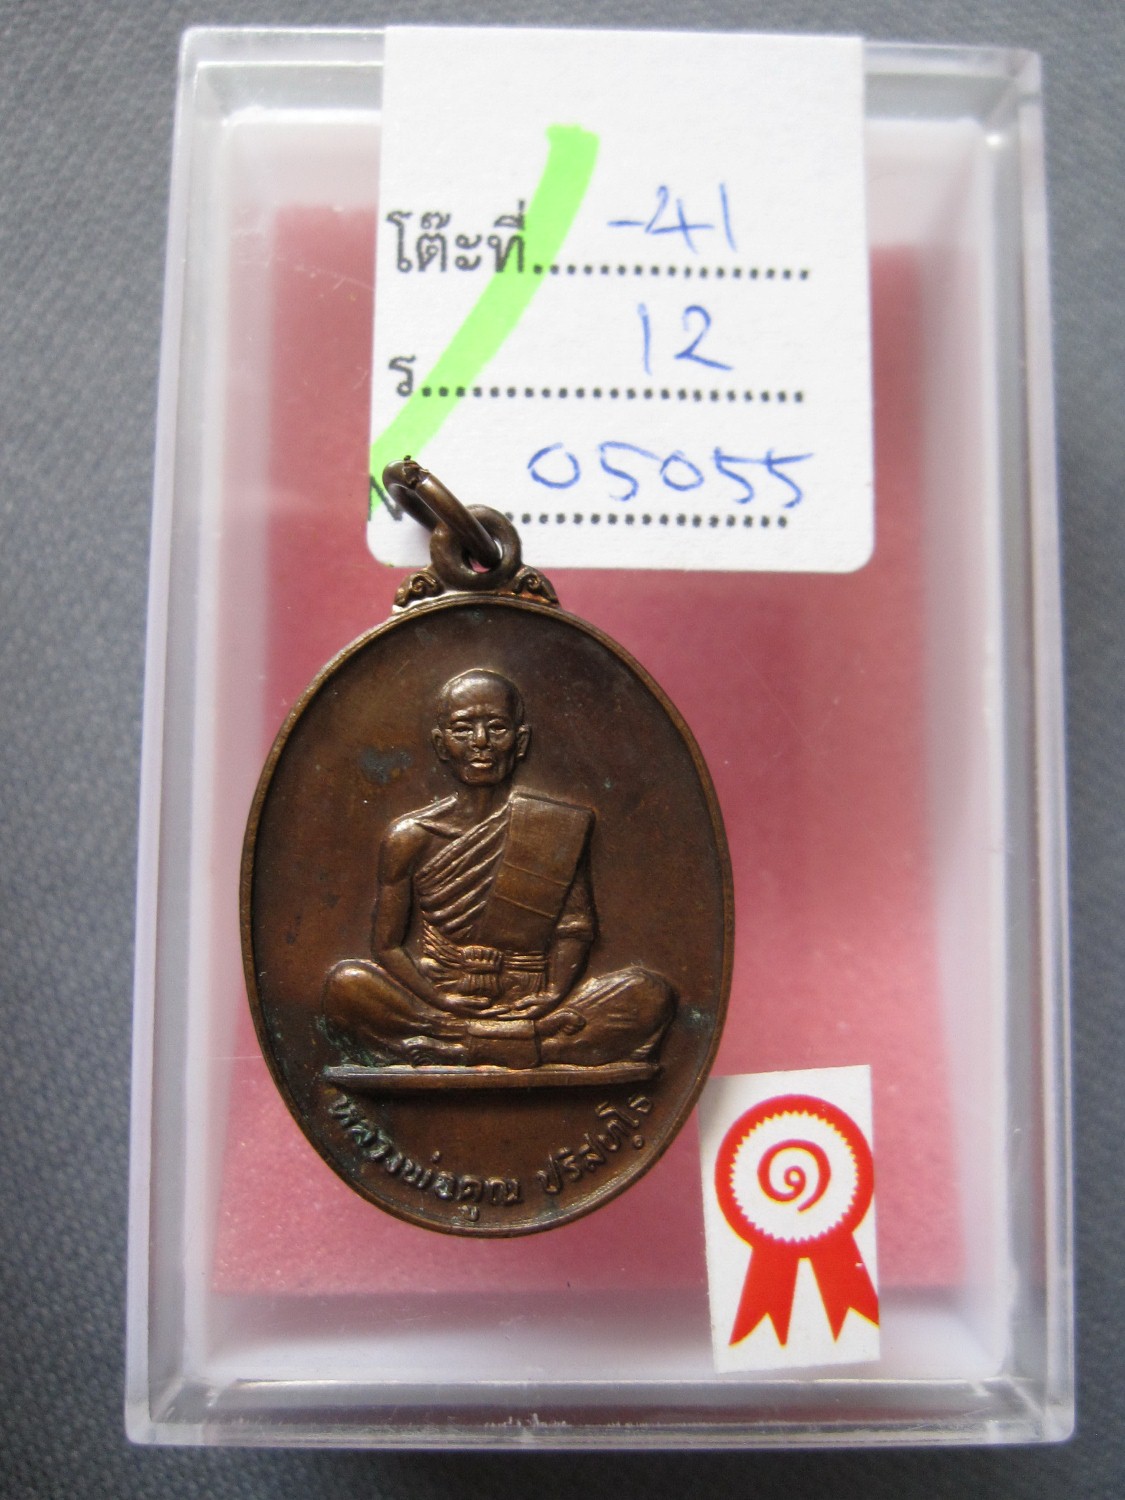 โต๊ะที่.................... -41
ร............................ 12
N.................... 05055
หลวงพ่อคูณ ปริสุทฺโธ
๑